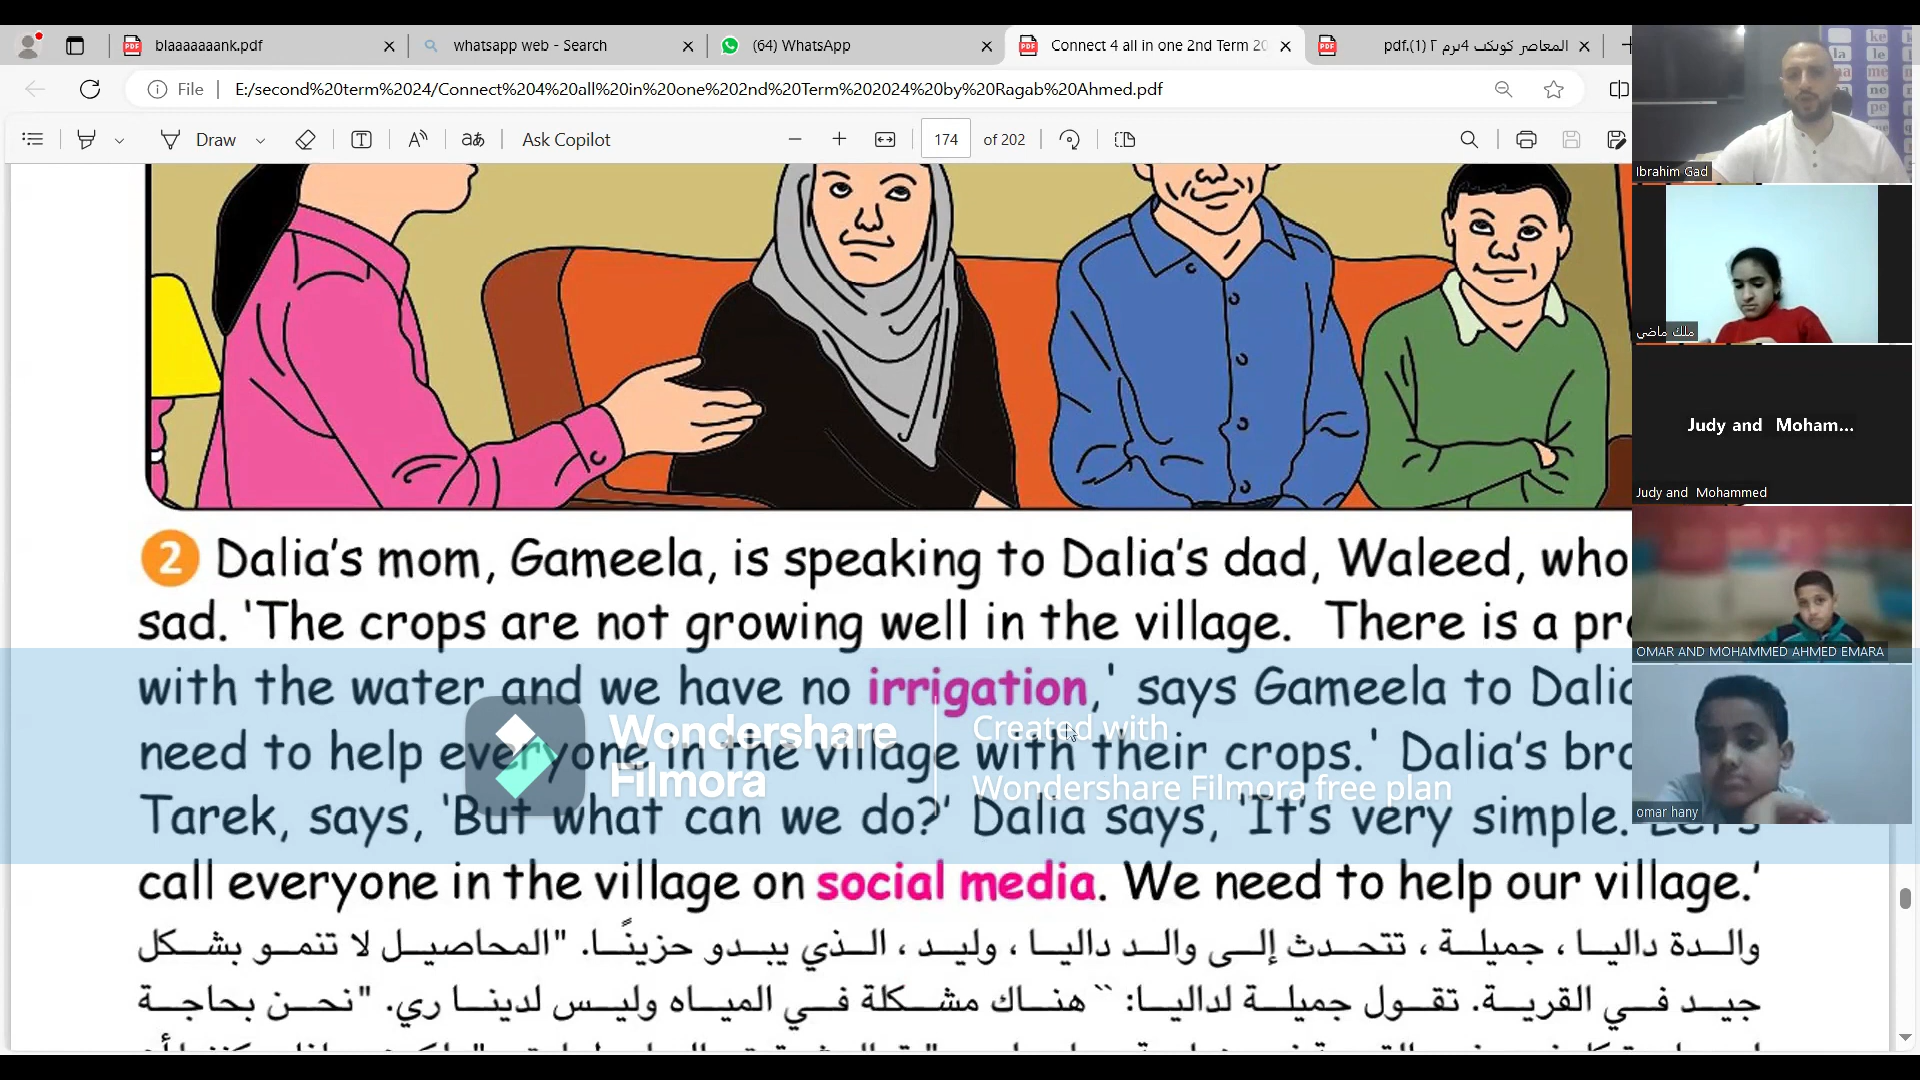 blaaaaaaank.pdf
whatsapp web - Search
(64) WhatsApp
Connect 4 all in one 2nd Term 20
المعاصر كونكت 4برم ٢ (1).pdf
File
E:/second%20term%2024/Connect%204%20all%20in%20one%202nd%20Term%202024%20by%20Ragab%20Ahmed.pdf
Draw
aあ
Ask Copilot
174 of 202
2 Dalia's mom, Gameela, is speaking to Dalia's dad, Waleed, who
sad. 'The crops are not growing well in the village. There is a pro
with the water and we have no irrigation,' says Gameela to Dalia
need to help everyone in the village with their crops.' Dalia's bro
Tarek, says, 'But what can we do?' Dalia says, 'It's very simple. Let's
call everyone in the village on social media. We need to help our village.'
والدة داليا ، جميلة ، تتحدث إلى والد داليا ، وليد ، الذي يبدو حزينًا. "المحاصيل لا تنمو بشكل
جيد في القرية. تقول جميلة لداليا: `` هناك مشكلة في المياه وليس لدينا ري. "نحن بحاجة
Wondershare
Filmora
Created with
Wondershare Filmora free plan
Ibrahim Gad
ملك ماضي
Judy and Moham...
Judy and Mohammed
OMAR AND MOHAMMED AHMED EMARA
omar hany